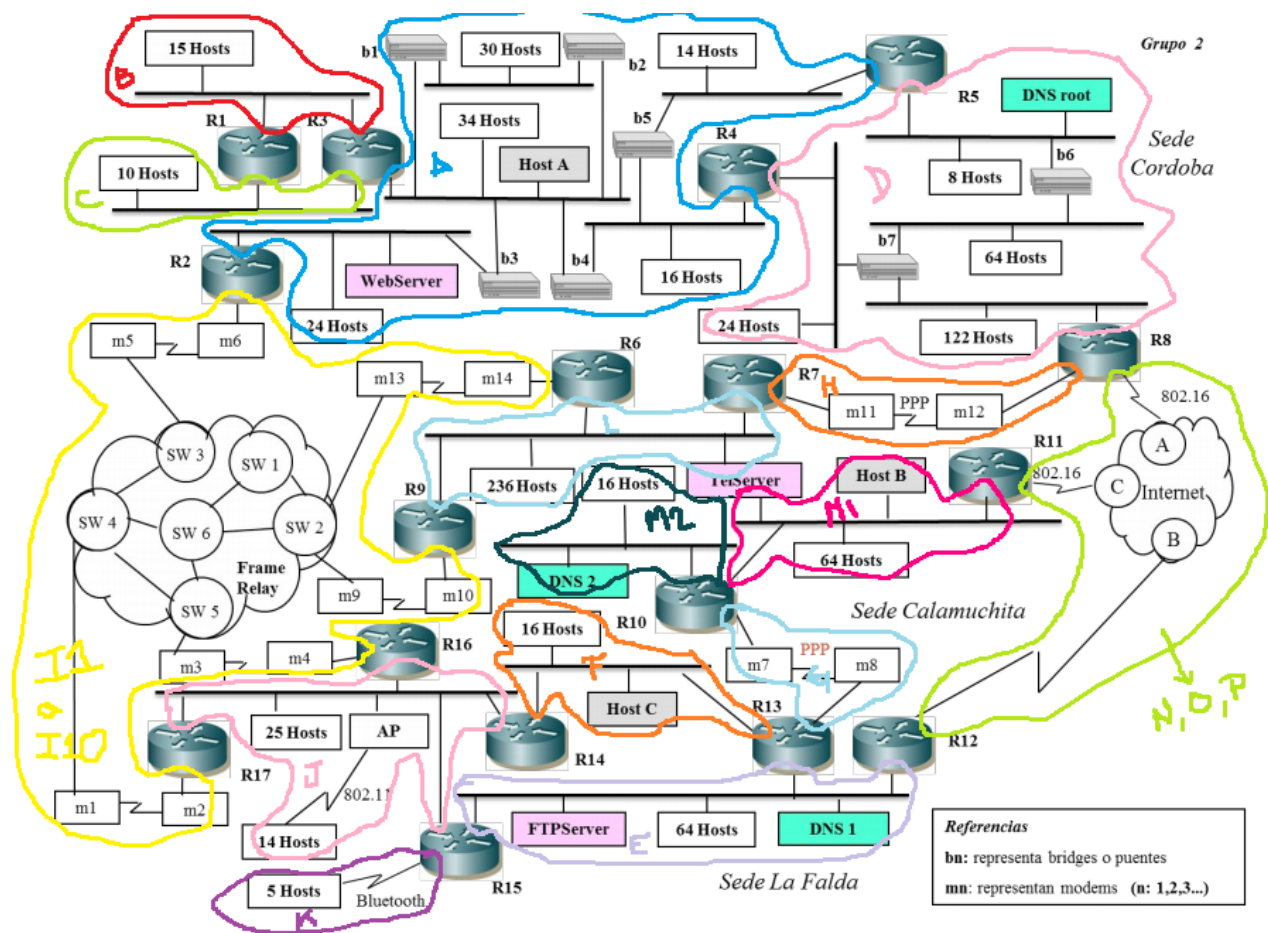 Grupo 2
15 Hosts
b1
30 Hosts
b2
14 Hosts
R5
DNS root
B
R1
R3
34 Hosts
b5
R4
Sede
Cordoba
A
Host A
10 Hosts
C
8 Hosts
b6
D
b7
64 Hosts
R2
WebServer
b3
b4
16 Hosts
24 Hosts
24 Hosts
122 Hosts
R8
m5
m6
R6
m13
m14
R7
H
m11
PPP
m12
802.16
L
R11
A
SW 3
SW 1
236 Hosts
16 Hosts
TelServer
Host B
802.16
C
Internet
R9
M2
M1
SW 4
SW 6
SW 2
B
64 Hosts
Frame
Relay
DNS 2
m9
m10
SW 5
R10
Sede Calamuchita
R16
16 Hosts
m3
m4
m7
PPP
m8
I1
a
I10
F
G
N,O,P
25 Hosts
AP
Host C
R13
R12
R17
R14
J
802.11
m1
m2
FTPServer
64 Hosts
DNS 1
E
14 Hosts
R15
Sede La Falda
5 Hosts
Bluetooth
K
Referencias
bn: representa bridges o puentes
mn: representan modems (n: 1,2,3...)